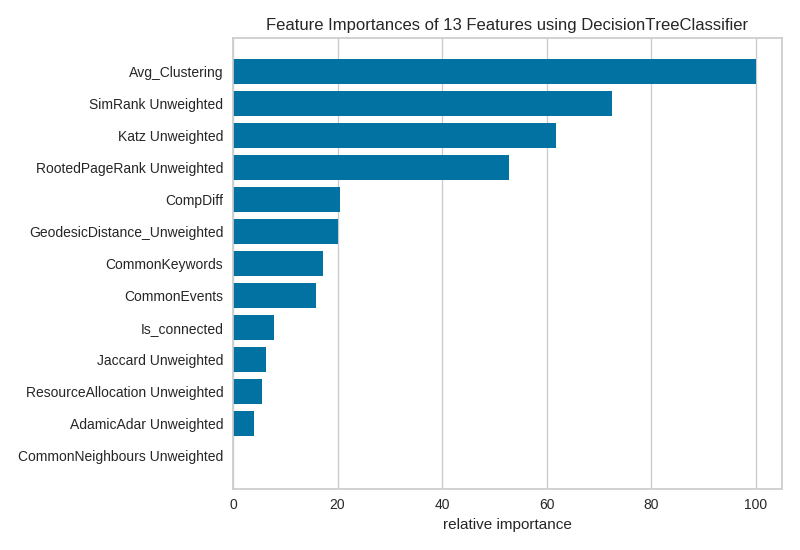 Feature Importances of 13 Features using DecisionTreeClassifier
Avg_Clustering
SimRank Unweighted
Katz Unweighted
RootedPageRank Unweighted
CompDiff
GeodesicDistance_Unweighted
CommonKeywords
CommonEvents
Is_connected
Jaccard Unweighted
ResourceAllocation Unweighted
AdamicAdar Unweighted
CommonNeighbours Unweighted
0 20 40 60 80 100
relative importance